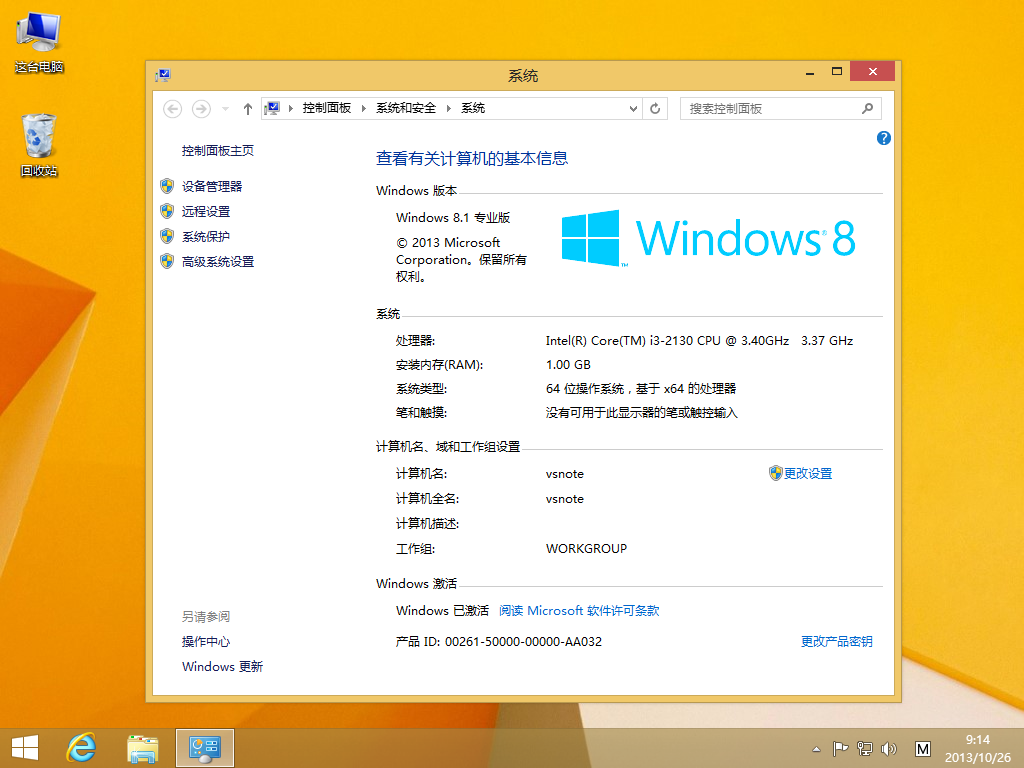 这台电脑
回收站
系统
控制面板 系统和安全 系统
搜索控制面板
控制面板主页
设备管理器
远程设置
系统保护
高级系统设置
另请参阅
操作中心
Windows 更新
查看有关计算机的基本信息
Windows 版本
Windows 8.1 专业版
© 2013 Microsoft
Corporation。保留所有
权利。
Windows® 8
™
系统
处理器: Intel(R) Core(TM) i3-2130 CPU @ 3.40GHz 3.37 GHz
安装内存(RAM): 1.00 GB
系统类型: 64 位操作系统，基于 x64 的处理器
笔和触摸: 没有可用于此显示器的笔或触控输入
计算机名、域和工作组设置
计算机名: vsnote 更改设置
计算机全名: vsnote
计算机描述:
工作组: WORKGROUP
Windows 激活
Windows 已激活 阅读 Microsoft 软件许可条款
产品 ID: 00261-50000-00000-AA032 更改产品密钥
M
9:14
2013/10/26